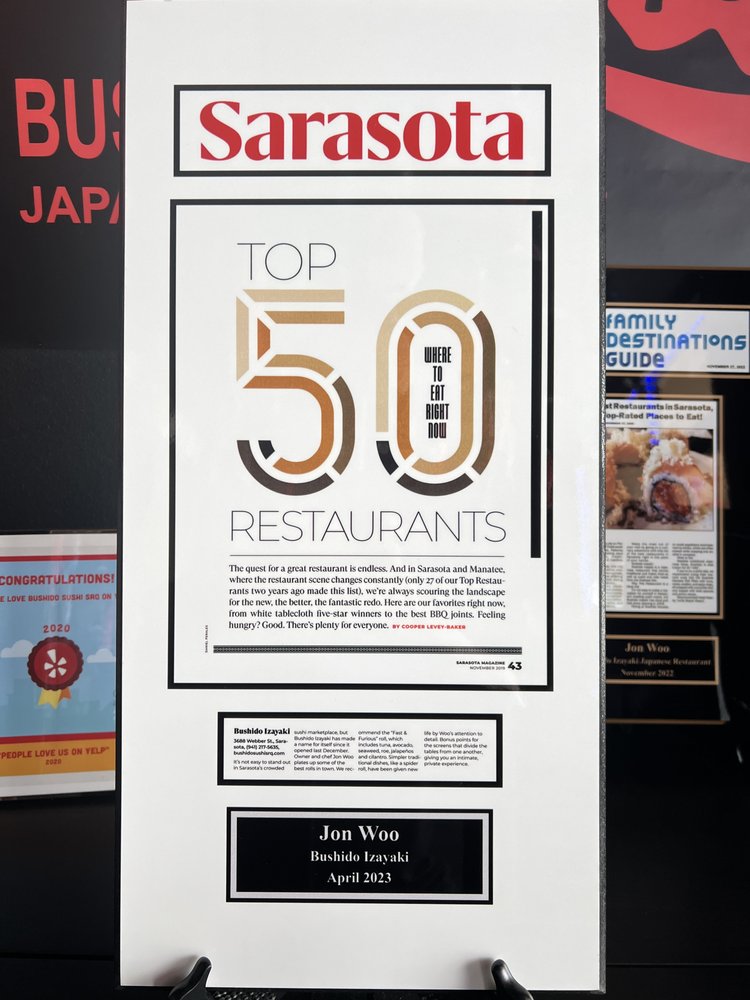 BUS
JAPA
Sarasota
TOP
50
WHERE
TO
EAT
RIGHT
NOW
RESTAURANTS
The quest for a great restaurant is endless. And in Sarasota and Manatee,
where the restaurant scene changes constantly (only 27 of our Top Restau-
rants two years ago made this list), we're always scouring the landscape
for the new, the better, the fantastic redo. Here are our favorites right now,
from white tablecloth five-star winners to the best BBQ joints. Feeling
hungry? Good. There's plenty for everyone. BY COOPER LEVEY-BAKER
SARASOTA MAGAZINE 43
NOVEMBER 2019
Bushido Izayaki
3688 Webber St., Sara-
sota, (941) 217-5635,
bushidosushisrq.com
It's not easy to stand out
in Sarasota's crowded
sushi marketplace, but
Bushido Izayaki has made
a name for itself since it
opened last December.
Owner and chef Jon Woo
plates up some of the
best rolls in town. We rec-
ommend the "Fast &
Furious" roll, which
includes tuna, avocado,
seaweed, roe, jalapeños
and cilantro. Simpler tradi-
tional dishes, like a spider
roll, have been given new
life by Woo's attention to
detail. Bonus points for
the screens that divide the
tables from one another,
giving you an intimate,
private experience.
Jon Woo
Bushido Izayaki
April 2023
CONGRATULATIONS!
E LOVE BUSHIDO SUSHI SRQ ON
2020
"PEOPLE LOVE US ON YELP"
2020
FAMILY
DESTINATIONS
GUIDE
NOVEMBER 27, 2022
st Restaurants in Sarasota,
op-Rated Places to Eat!
Jon Woo
Izayaki Japanese Restaurant
November 2022